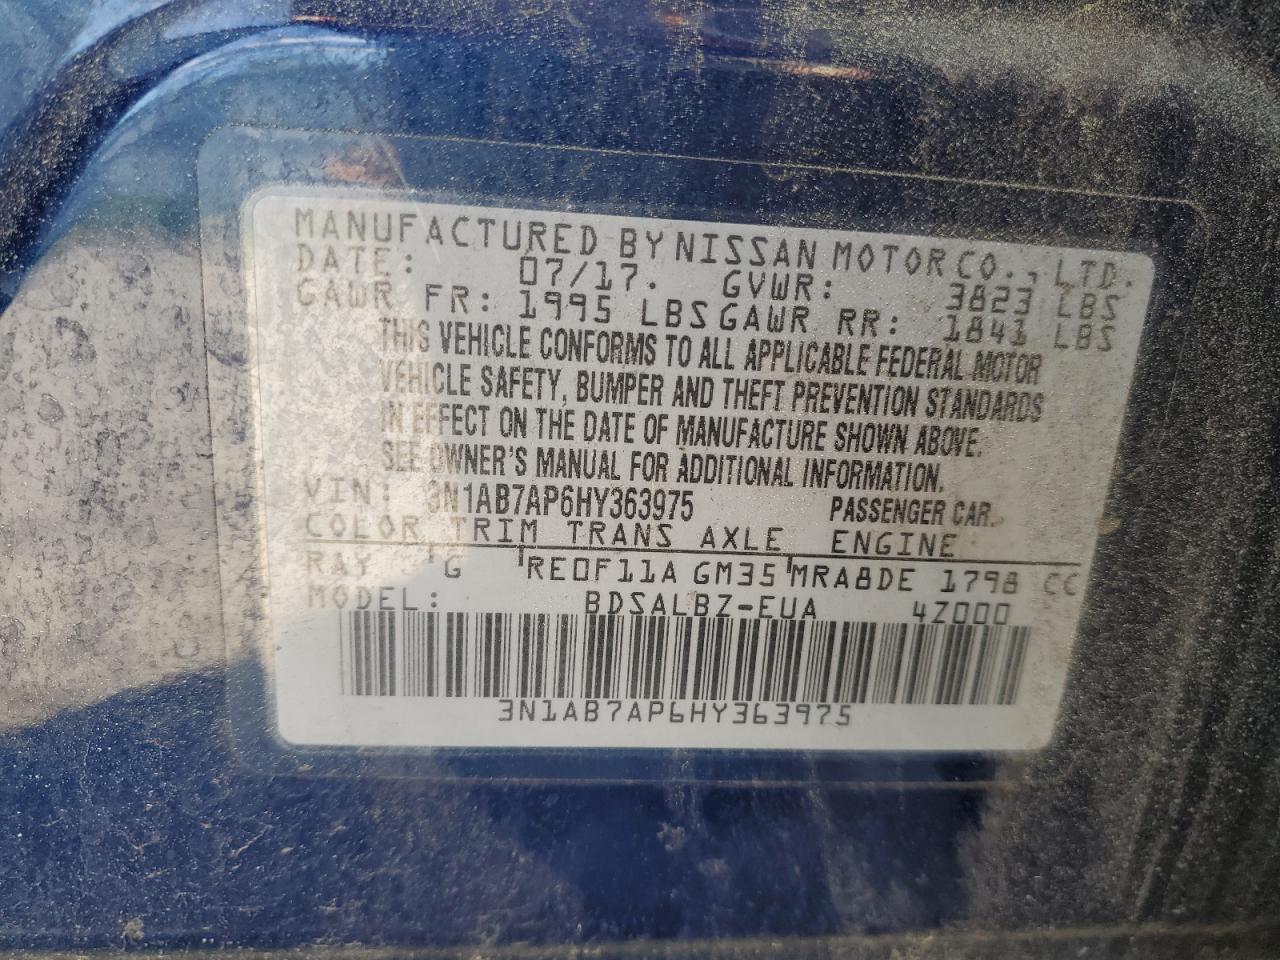 MANUFACTURED BY NISSAN MOTOR CO., LTD.
DATE: 07/17. GVWR: 3823 LBS
GAWR FR: 1995 LBS GAWR RR: 1841 LBS
THIS VEHICLE CONFORMS TO ALL APPLICABLE FEDERAL MOTOR
VEHICLE SAFETY, BUMPER AND THEFT PREVENTION STANDARDS
IN EFFECT ON THE DATE OF MANUFACTURE SHOWN ABOVE.
SEE OWNER'S MANUAL FOR ADDITIONAL INFORMATION.
VIN: 3N1AB7AP6HY363975 PASSENGER CAR.
COLOR TRIM TRANS AXLE ENGINE
RAY G RE0F11A GM35 MRA8DE 1798 CC
MODEL: BDSALBZ-EUA 4Z000
3N1AB7AP6HY363975